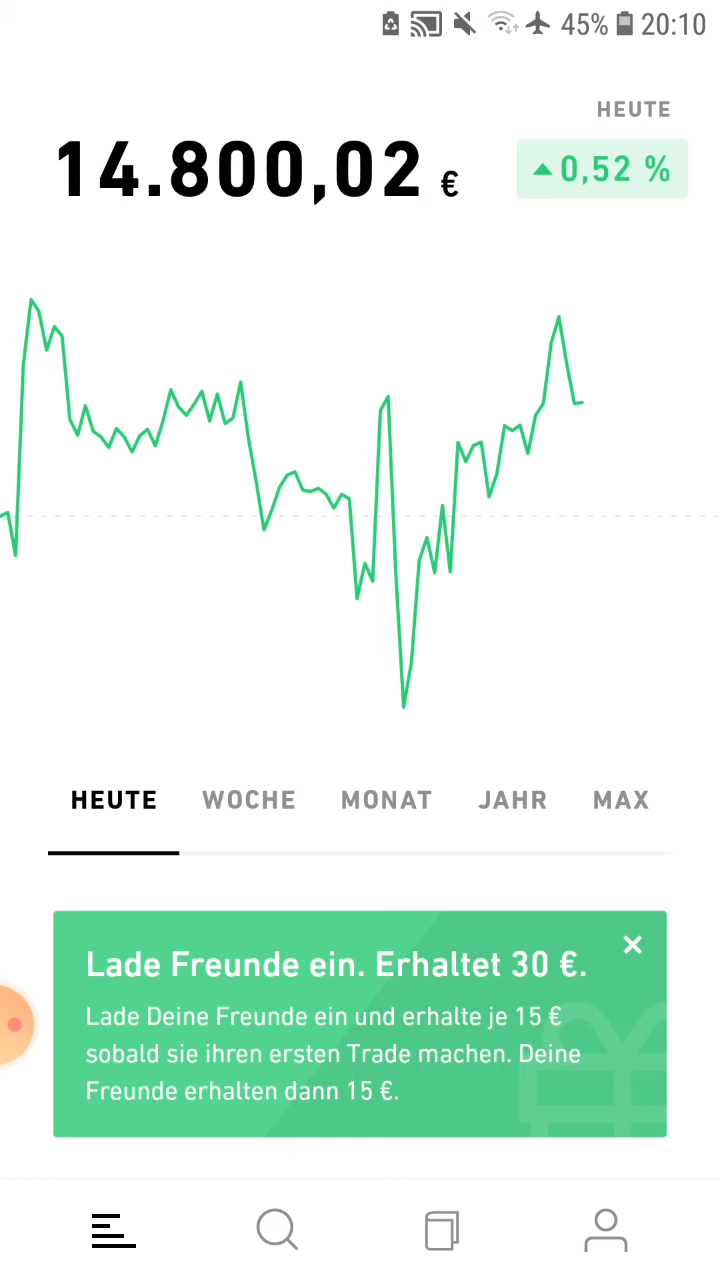 45% 20:10
HEUTE
14.800,02 €
0,52 %
HEUTE WOCHE MONAT JAHR MAX
Lade Freunde ein. Erhaltet 30 €.
Lade Deine Freunde ein und erhalte je 15 €
sobald sie ihren ersten Trade machen. Deine
Freunde erhalten dann 15 €.